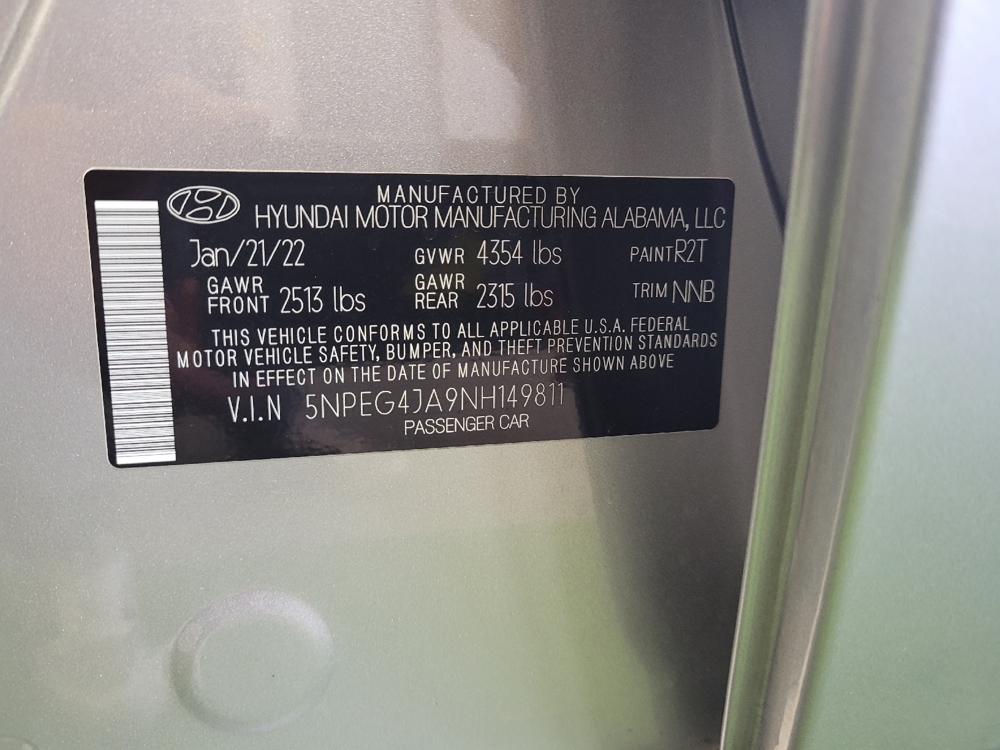 MANUFACTURED BY
HYUNDAI MOTOR MANUFACTURING ALABAMA, LLC
Jan/21/22 GVWR 4354 lbs PAINT R2T
GAWR FRONT 2513 lbs GAWR REAR 2315 lbs TRIM NNB
THIS VEHICLE CONFORMS TO ALL APPLICABLE U.S.A. FEDERAL
MOTOR VEHICLE SAFETY, BUMPER, AND THEFT PREVENTION STANDARDS
IN EFFECT ON THE DATE OF MANUFACTURE SHOWN ABOVE
V.I.N 5NPEG4JA9NH149811
PASSENGER CAR